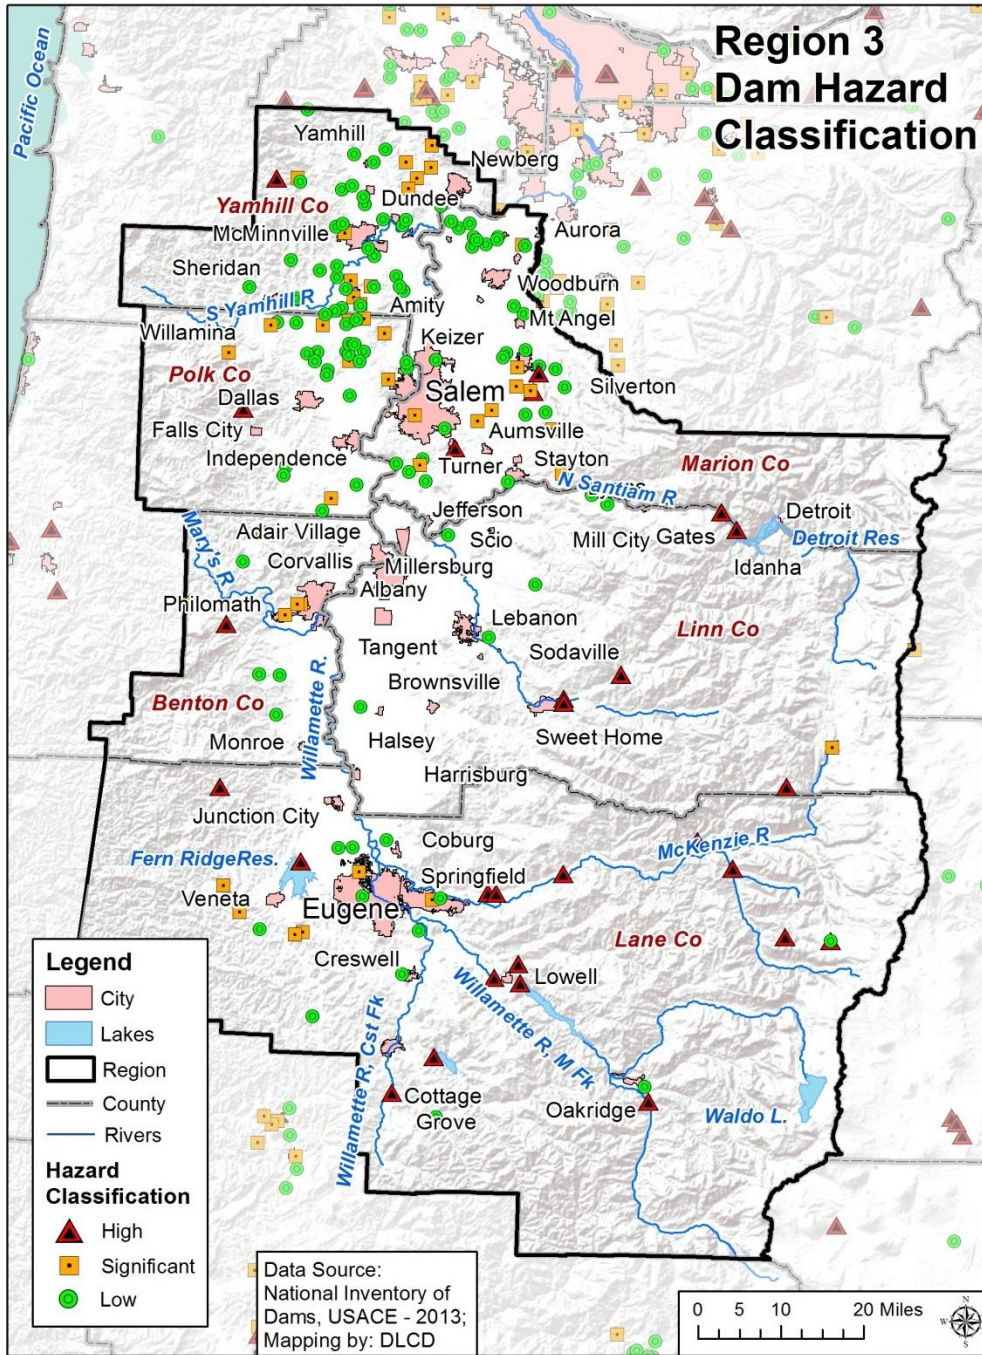 Region 3
Dam Hazard
Classification
Pacific Ocean
Yamhill
Newberg
Yamhill Co
Dundee
McMinnville
Aurora
Sheridan
Woodburn
S Yamhill R
Amity
Willamina
Mt Angel
Keizer
Polk Co
Dallas
Salem
Silverton
Falls City
Aumsville
Independence
Turner
Stayton
Marion Co
N Santiam R
Jefferson
Detroit
Adair Village
Scio
Mill City
Gates
Detroit Res
Mary's R
Corvallis
Millersburg
Idanha
Philomath
Albany
Lebanon
Linn Co
Tangent
Sodaville
Brownsville
Benton Co
Willamette R.
Monroe
Halsey
Sweet Home
Harrisburg
Junction City
Coburg
McKenzie R
Fern RidgeRes.
Springfield
Veneta
Eugene
Lane Co
Creswell
Lowell
Willamette R, Cst Fk
Willamette R, M Fk
Cottage
Grove
Oakridge
Waldo L.
Legend
City
Lakes
Region
County
Rivers
Hazard
Classification
High
Significant
Low
Data Source:
National Inventory of
Dams, USACE - 2013;
Mapping by: DLCD
0 5 10 20 Miles
N
W
E
S